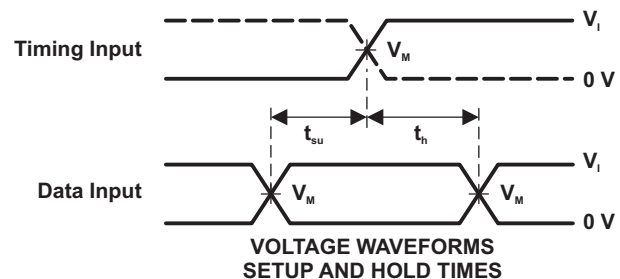 V_I
Timing Input
V_M
0 V
t_su
t_h
V_I
Data Input
V_M
V_M
0 V
VOLTAGE WAVEFORMS
SETUP AND HOLD TIMES